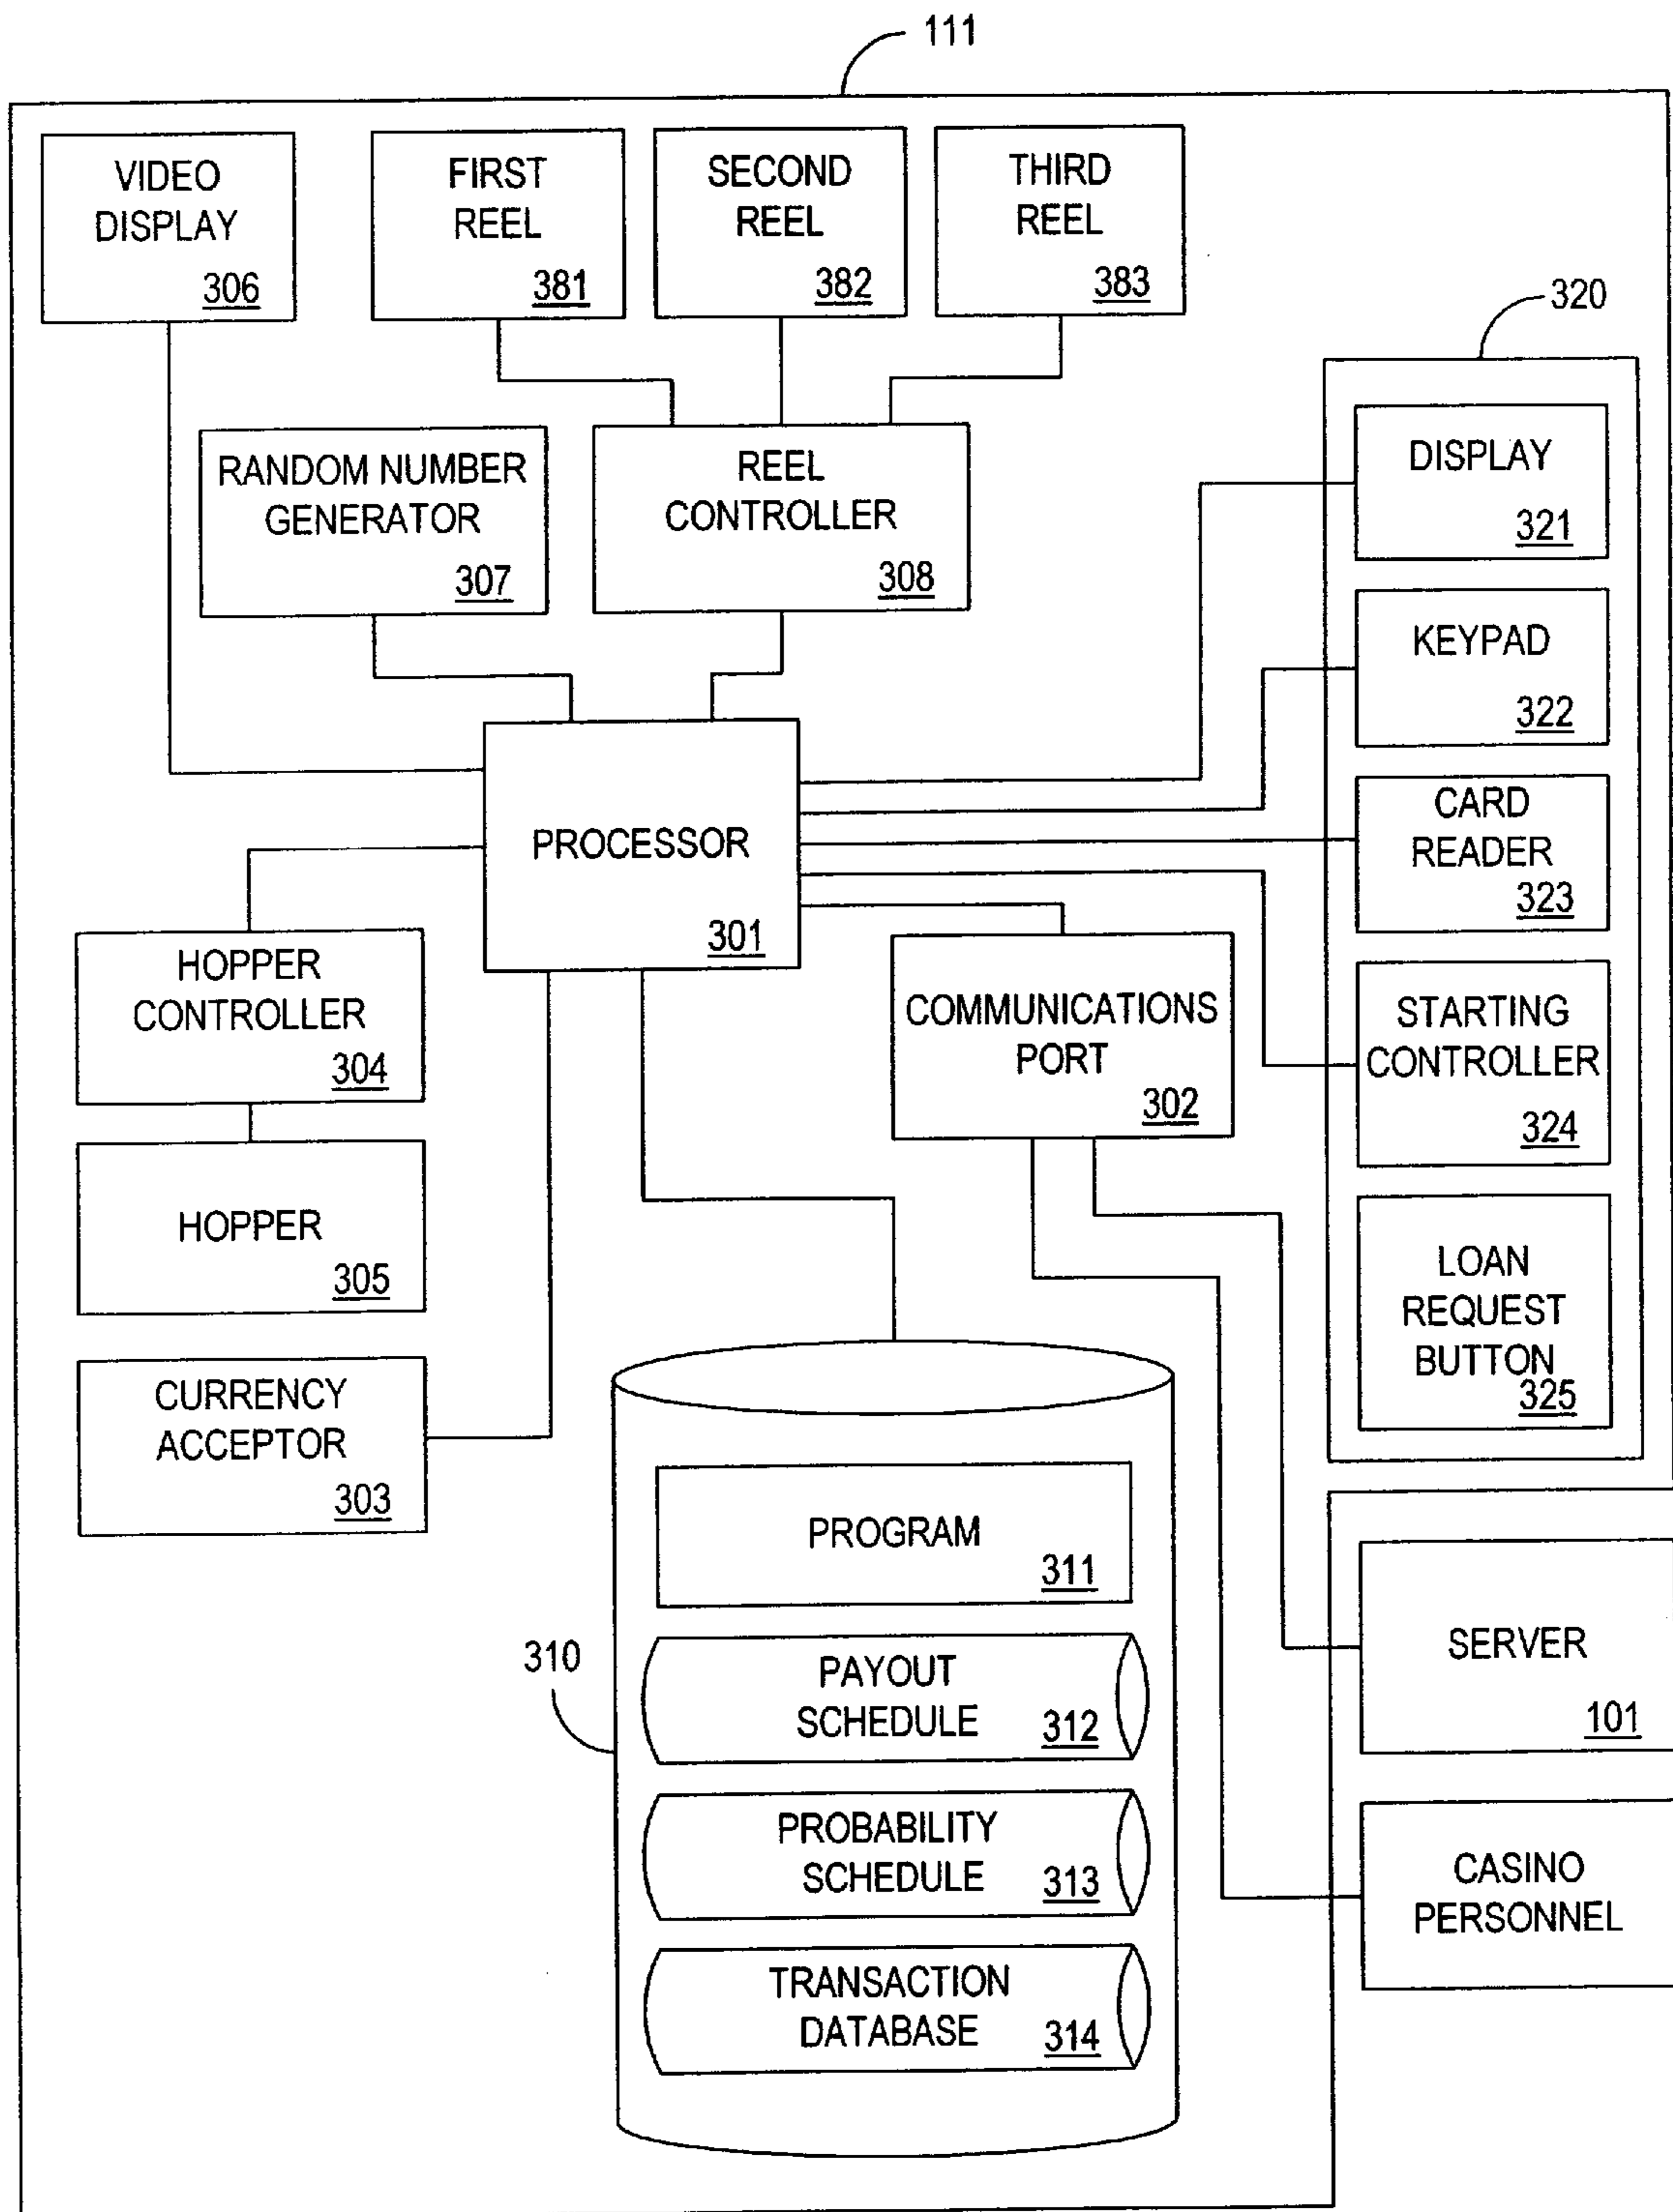 111
VIDEO
DISPLAY
306
FIRST
REEL
381
SECOND
REEL
382
THIRD
REEL
383
320
RANDOM NUMBER
GENERATOR
307
REEL
CONTROLLER
308
DISPLAY
321
KEYPAD
322
CARD
READER
323
STARTING
CONTROLLER
324
LOAN
REQUEST
BUTTON
325
PROCESSOR
301
HOPPER
CONTROLLER
304
HOPPER
305
CURRENCY
ACCEPTOR
303
COMMUNICATIONS
PORT
302
310
PROGRAM
311
PAYOUT
SCHEDULE
312
PROBABILITY
SCHEDULE
313
TRANSACTION
DATABASE
314
SERVER
101
CASINO
PERSONNEL